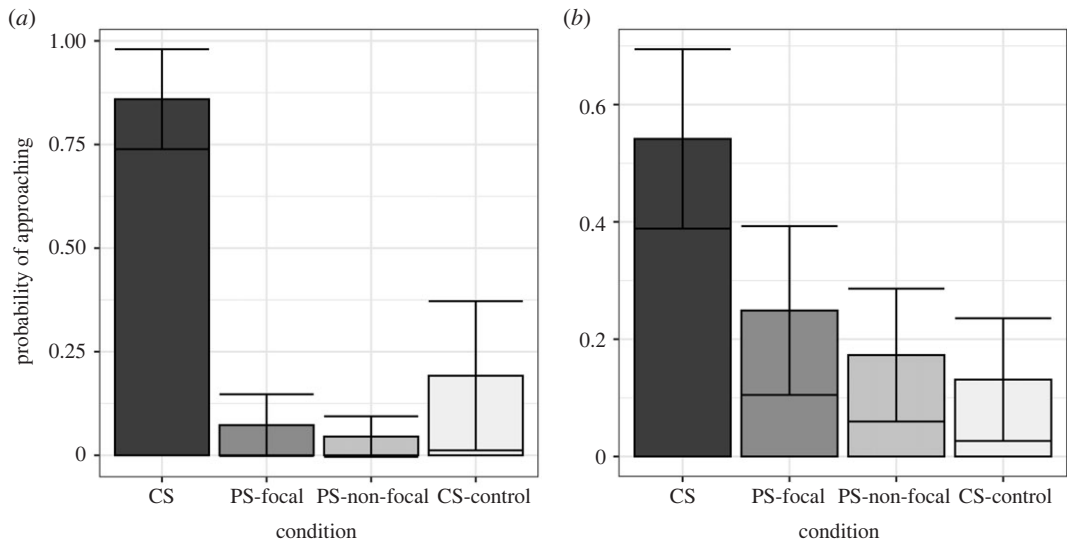 (a)
probability of approaching
1.00
0.75
0.50
0.25
0
CS PS-focal PS-non-focal CS-control
condition
(b)
0.6
0.4
0.2
0
CS PS-focal PS-non-focal CS-control
condition